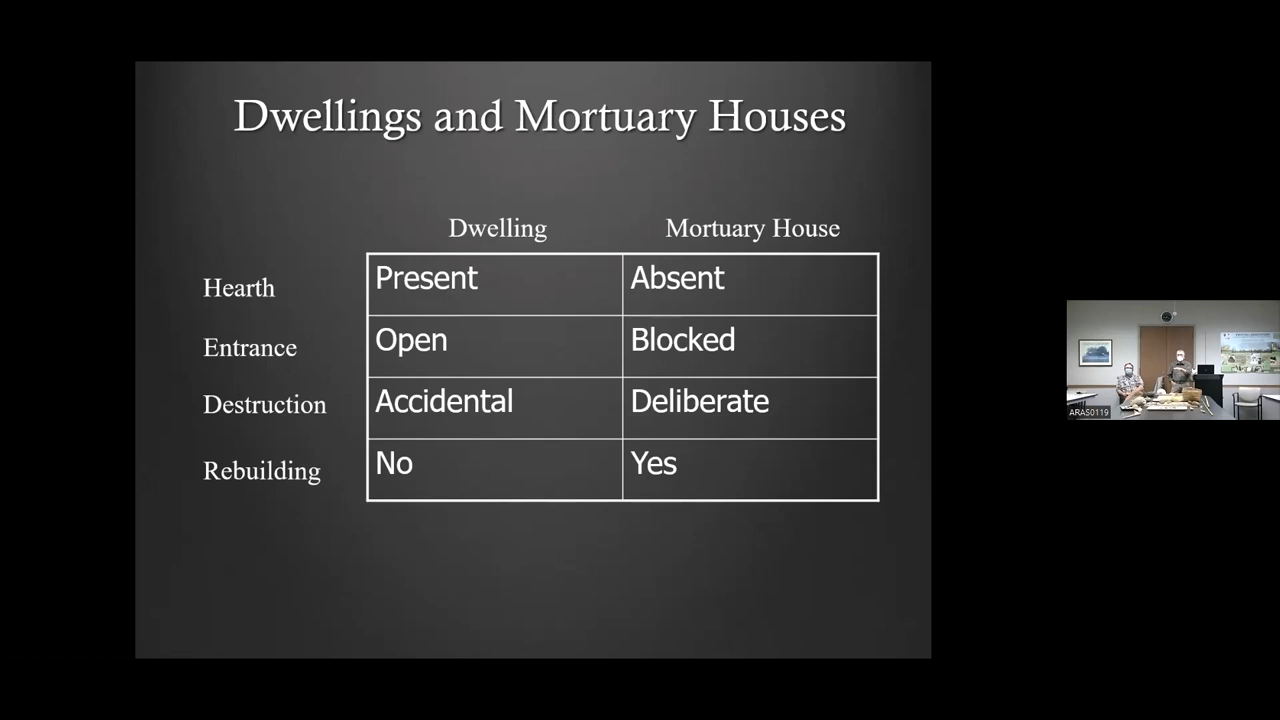 Dwellings and Mortuary Houses
Dwelling Mortuary House
Hearth Present Absent
Entrance Open Blocked
Destruction Accidental Deliberate
Rebuilding No Yes
ARAS0119